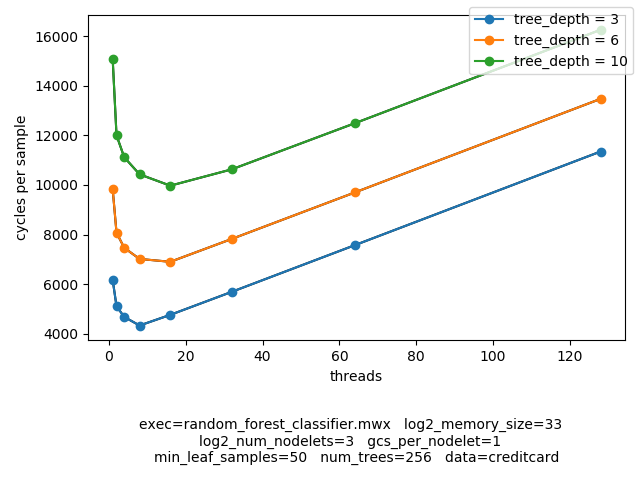 tree_depth = 3
tree_depth = 6
tree_depth = 10
16000
14000
12000
10000
8000
6000
4000
cycles per sample
0 20 40 60 80 100 120
threads
exec=random_forest_classifier.mwx log2_memory_size=33
log2_num_nodelets=3 gcs_per_nodelet=1
min_leaf_samples=50 num_trees=256 data=creditcard